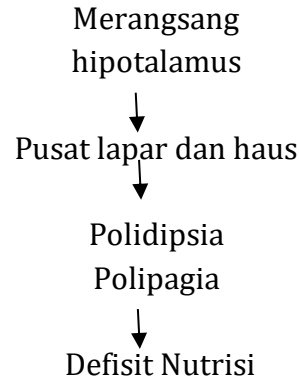 Merangsang
hipotalamus
Pusat lapar dan haus
Polidipsia
Polipagia
Defisit Nutrisi